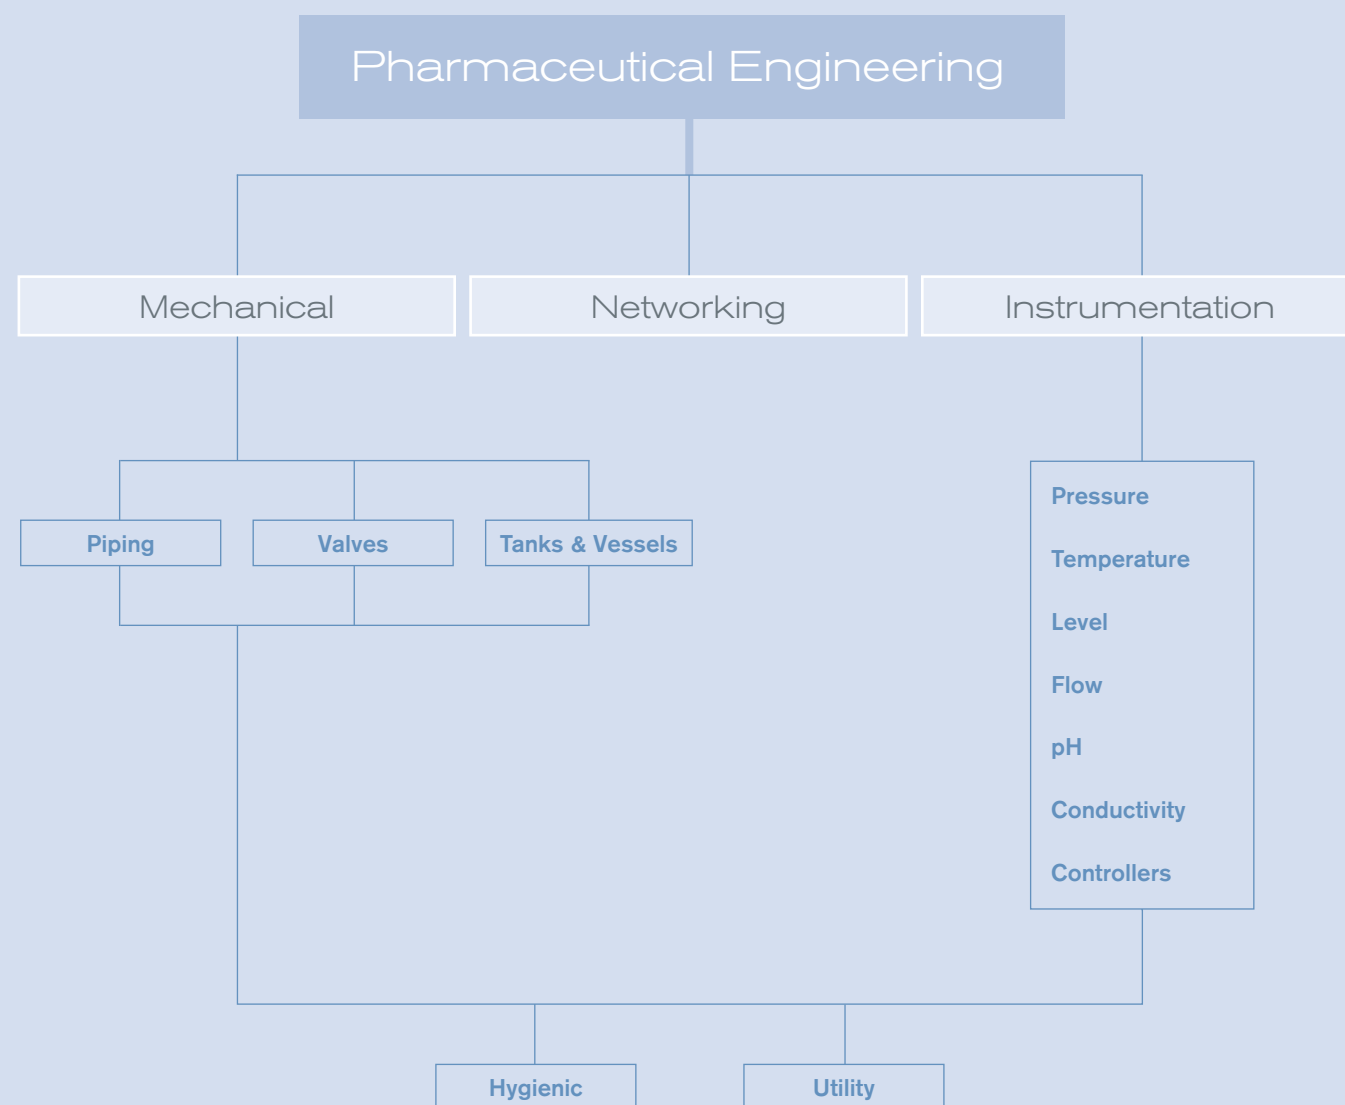 Pharmaceutical Engineering
Mechanical
Networking
Instrumentation
Piping
Valves
Tanks & Vessels
Pressure
Temperature
Level
Flow
pH
Conductivity
Controllers
Hygienic
Utility